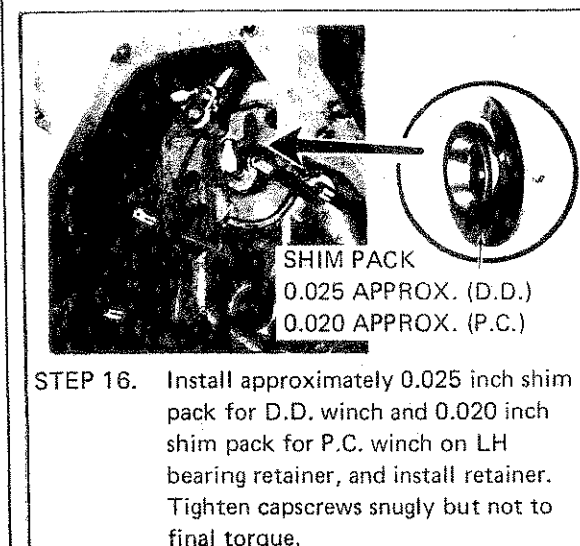 SHIM PACK
0.025 APPROX. (D.D.)
0.020 APPROX. (P.C.)
STEP 16. Install approximately 0.025 inch shim
pack for D.D. winch and 0.020 inch
shim pack for P.C. winch on LH
bearing retainer, and install retainer.
Tighten capscrews snugly but not to
final torque.